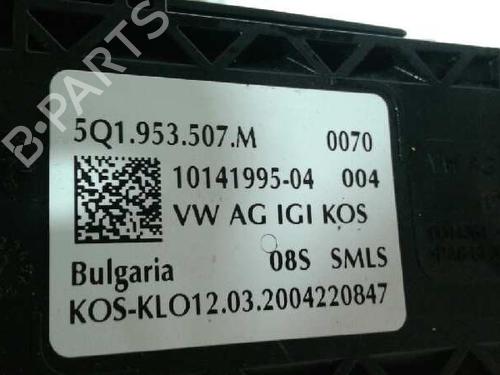 B-PARTS
5Q1.953.507.M 0070
10141995-04 004
VW AG IGI KOS
Bulgaria 08S SMLS
KOS-KLO12.03.2004220847